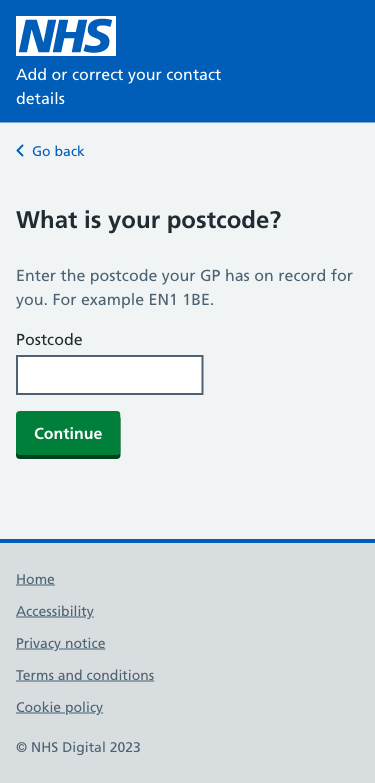 NHS
Add or correct your contact
details
Go back
What is your postcode?
Enter the postcode your GP has on record for
you. For example EN1 1BE.
Postcode
Continue
Home
Accessibility
Privacy notice
Terms and conditions
Cookie policy
© NHS Digital 2023